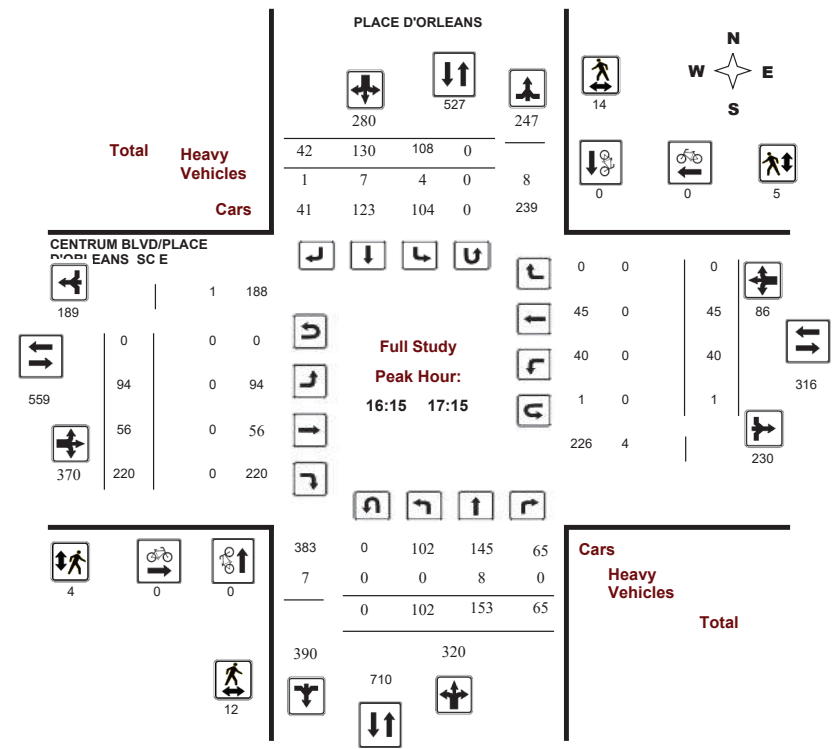 PLACE D'ORLEANS
N
W E
S
527
14
280
247
Total
Heavy
Vehicles
Cars
42 130 108 0
1 7 4 0 8
41 123 104 0 239
0 0 5
CENTRUM BLVD/PLACE
D'ORLEANS SC E
189
1 188
0 0 0
559
94 0 94
56 0 56
370
220 0 220
Full Study
Peak Hour:
16:15 17:15
0 0 0
45 0 45
86
40 0 40
316
1 0 1
226 4
230
383 0 102 145 65
7 0 0 8 0
0 102 153 65
390
320
710
4 0 0
12
Cars
Heavy
Vehicles
Total